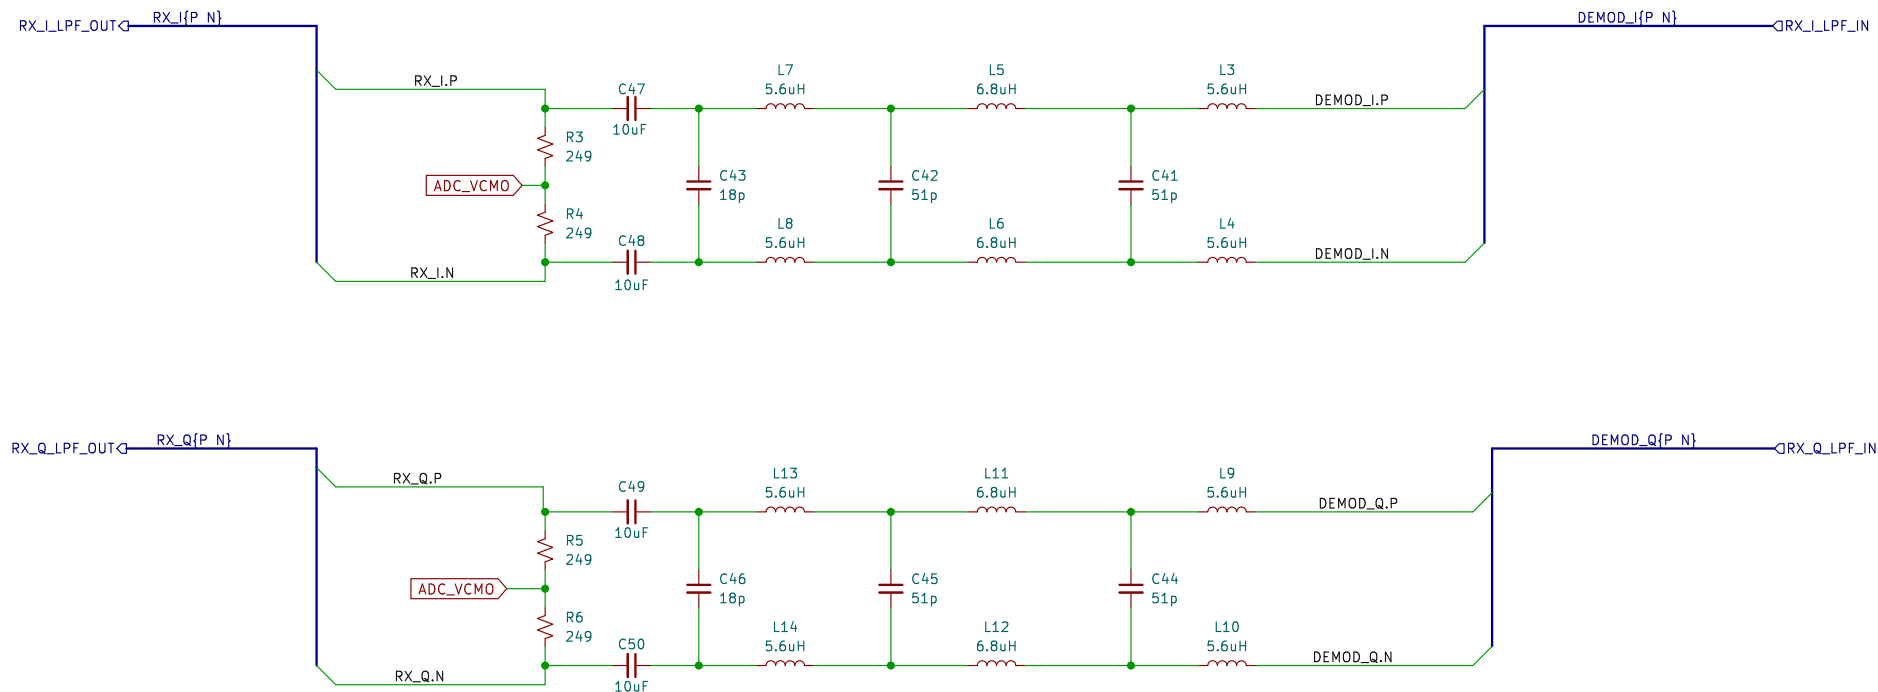 RX_I_LPF_OUT
RX_I{P N}
DEMOD_I{P N}
RX_I_LPF_IN
RX_I.P
C47
10uF
L7
5.6uH
L5
6.8uH
L3
5.6uH
DEMOD_I.P
R3
249
ADC_VCMO
C43
18p
C42
51p
C41
51p
R4
249
RX_I.N
C48
10uF
L8
5.6uH
L6
6.8uH
L4
5.6uH
DEMOD_I.N
RX_Q_LPF_OUT
RX_Q{P N}
DEMOD_Q{P N}
RX_Q_LPF_IN
RX_Q.P
C49
10uF
L13
5.6uH
L11
6.8uH
L9
5.6uH
DEMOD_Q.P
R5
249
ADC_VCMO
C46
18p
C45
51p
C44
51p
R6
249
RX_Q.N
C50
10uF
L14
5.6uH
L12
6.8uH
L10
5.6uH
DEMOD_Q.N